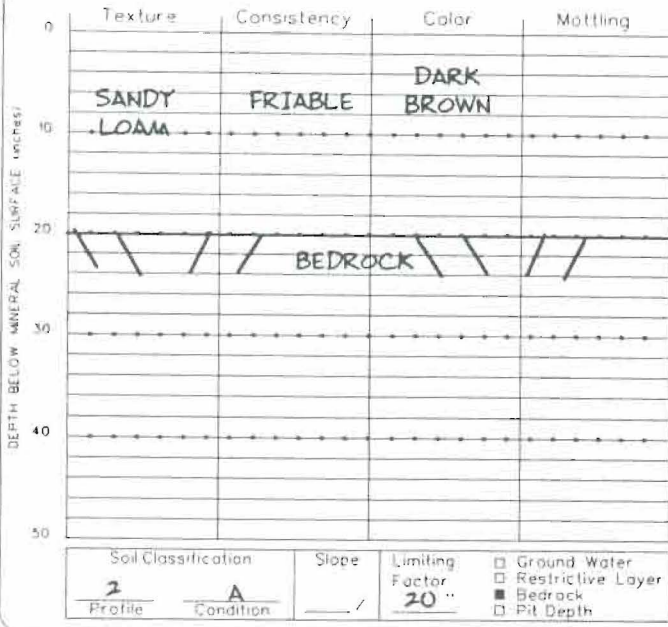 Texture Consistency Color Mottling
DEPTH BELOW MINERAL SOIL SURFACE (inches)
0
10
20
30
40
50
SANDY
LOAM
FRIABLE
DARK
BROWN
BEDROCK
Soil Classification
2 A
Profile Condition
Slope
Limiting
Factor
20"
□ Ground Water
□ Restrictive Layer
■ Bedrock
□ Pit Depth